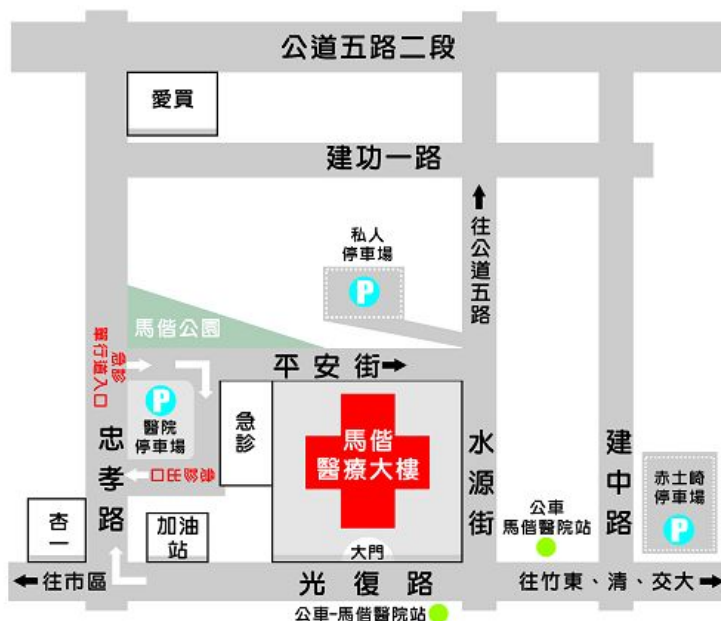 公道五路二段
愛買
建功一路
往公道五路
私人
停車場
P
馬偕公園
急診
單行道入口
平安街
P
醫院
停車場
急診
馬偕
醫療大樓
忠孝路
水源街
建中路
急診出口
赤土崎
停車場
P
杏一
加油
站
公車
馬偕醫院站
大門
往市區
光復路
往竹東、清、交大
公車-馬偕醫院站